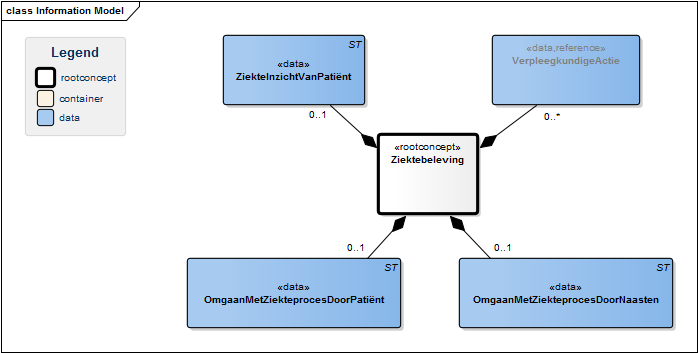 class Information Model
Legend
rootconcept
container
data
ST
«data»
ZiekteInzichtVanPatiënt
«data,reference»
VerpleegkundigeActie
0..1
0..*
«rootconcept»
Ziektebeleving
0..1
0..1
ST
«data»
OmgaanMetZiekteprocesDoorPatiënt
ST
«data»
OmgaanMetZiekteprocesDoorNaasten